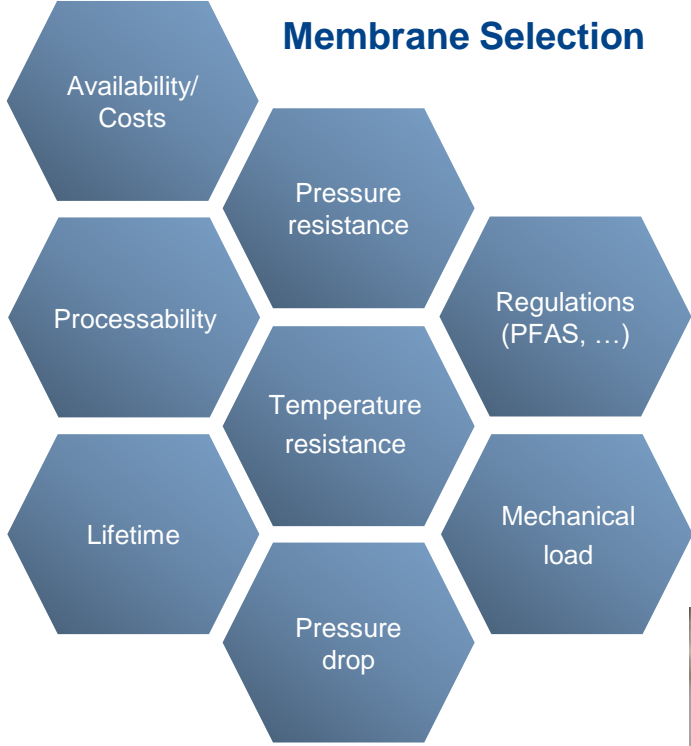 Membrane Selection
Availability/
Costs
Pressure
resistance
Regulations
(PFAS, …)
Processability
Temperature
resistance
Mechanical
load
Lifetime
Pressure
drop